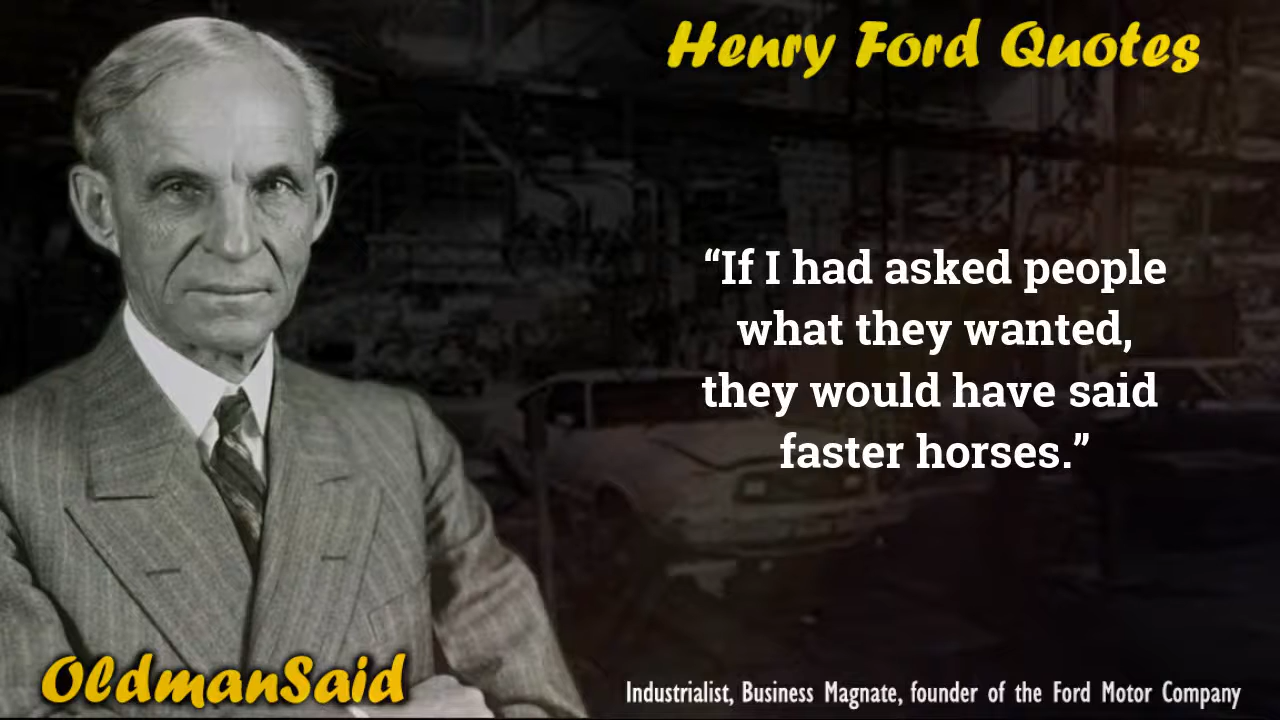 Henry Ford Quotes
“If I had asked people
what they wanted,
they would have said
faster horses.”
OldmanSaid
Industrialist, Business Magnate, founder of the Ford Motor Company